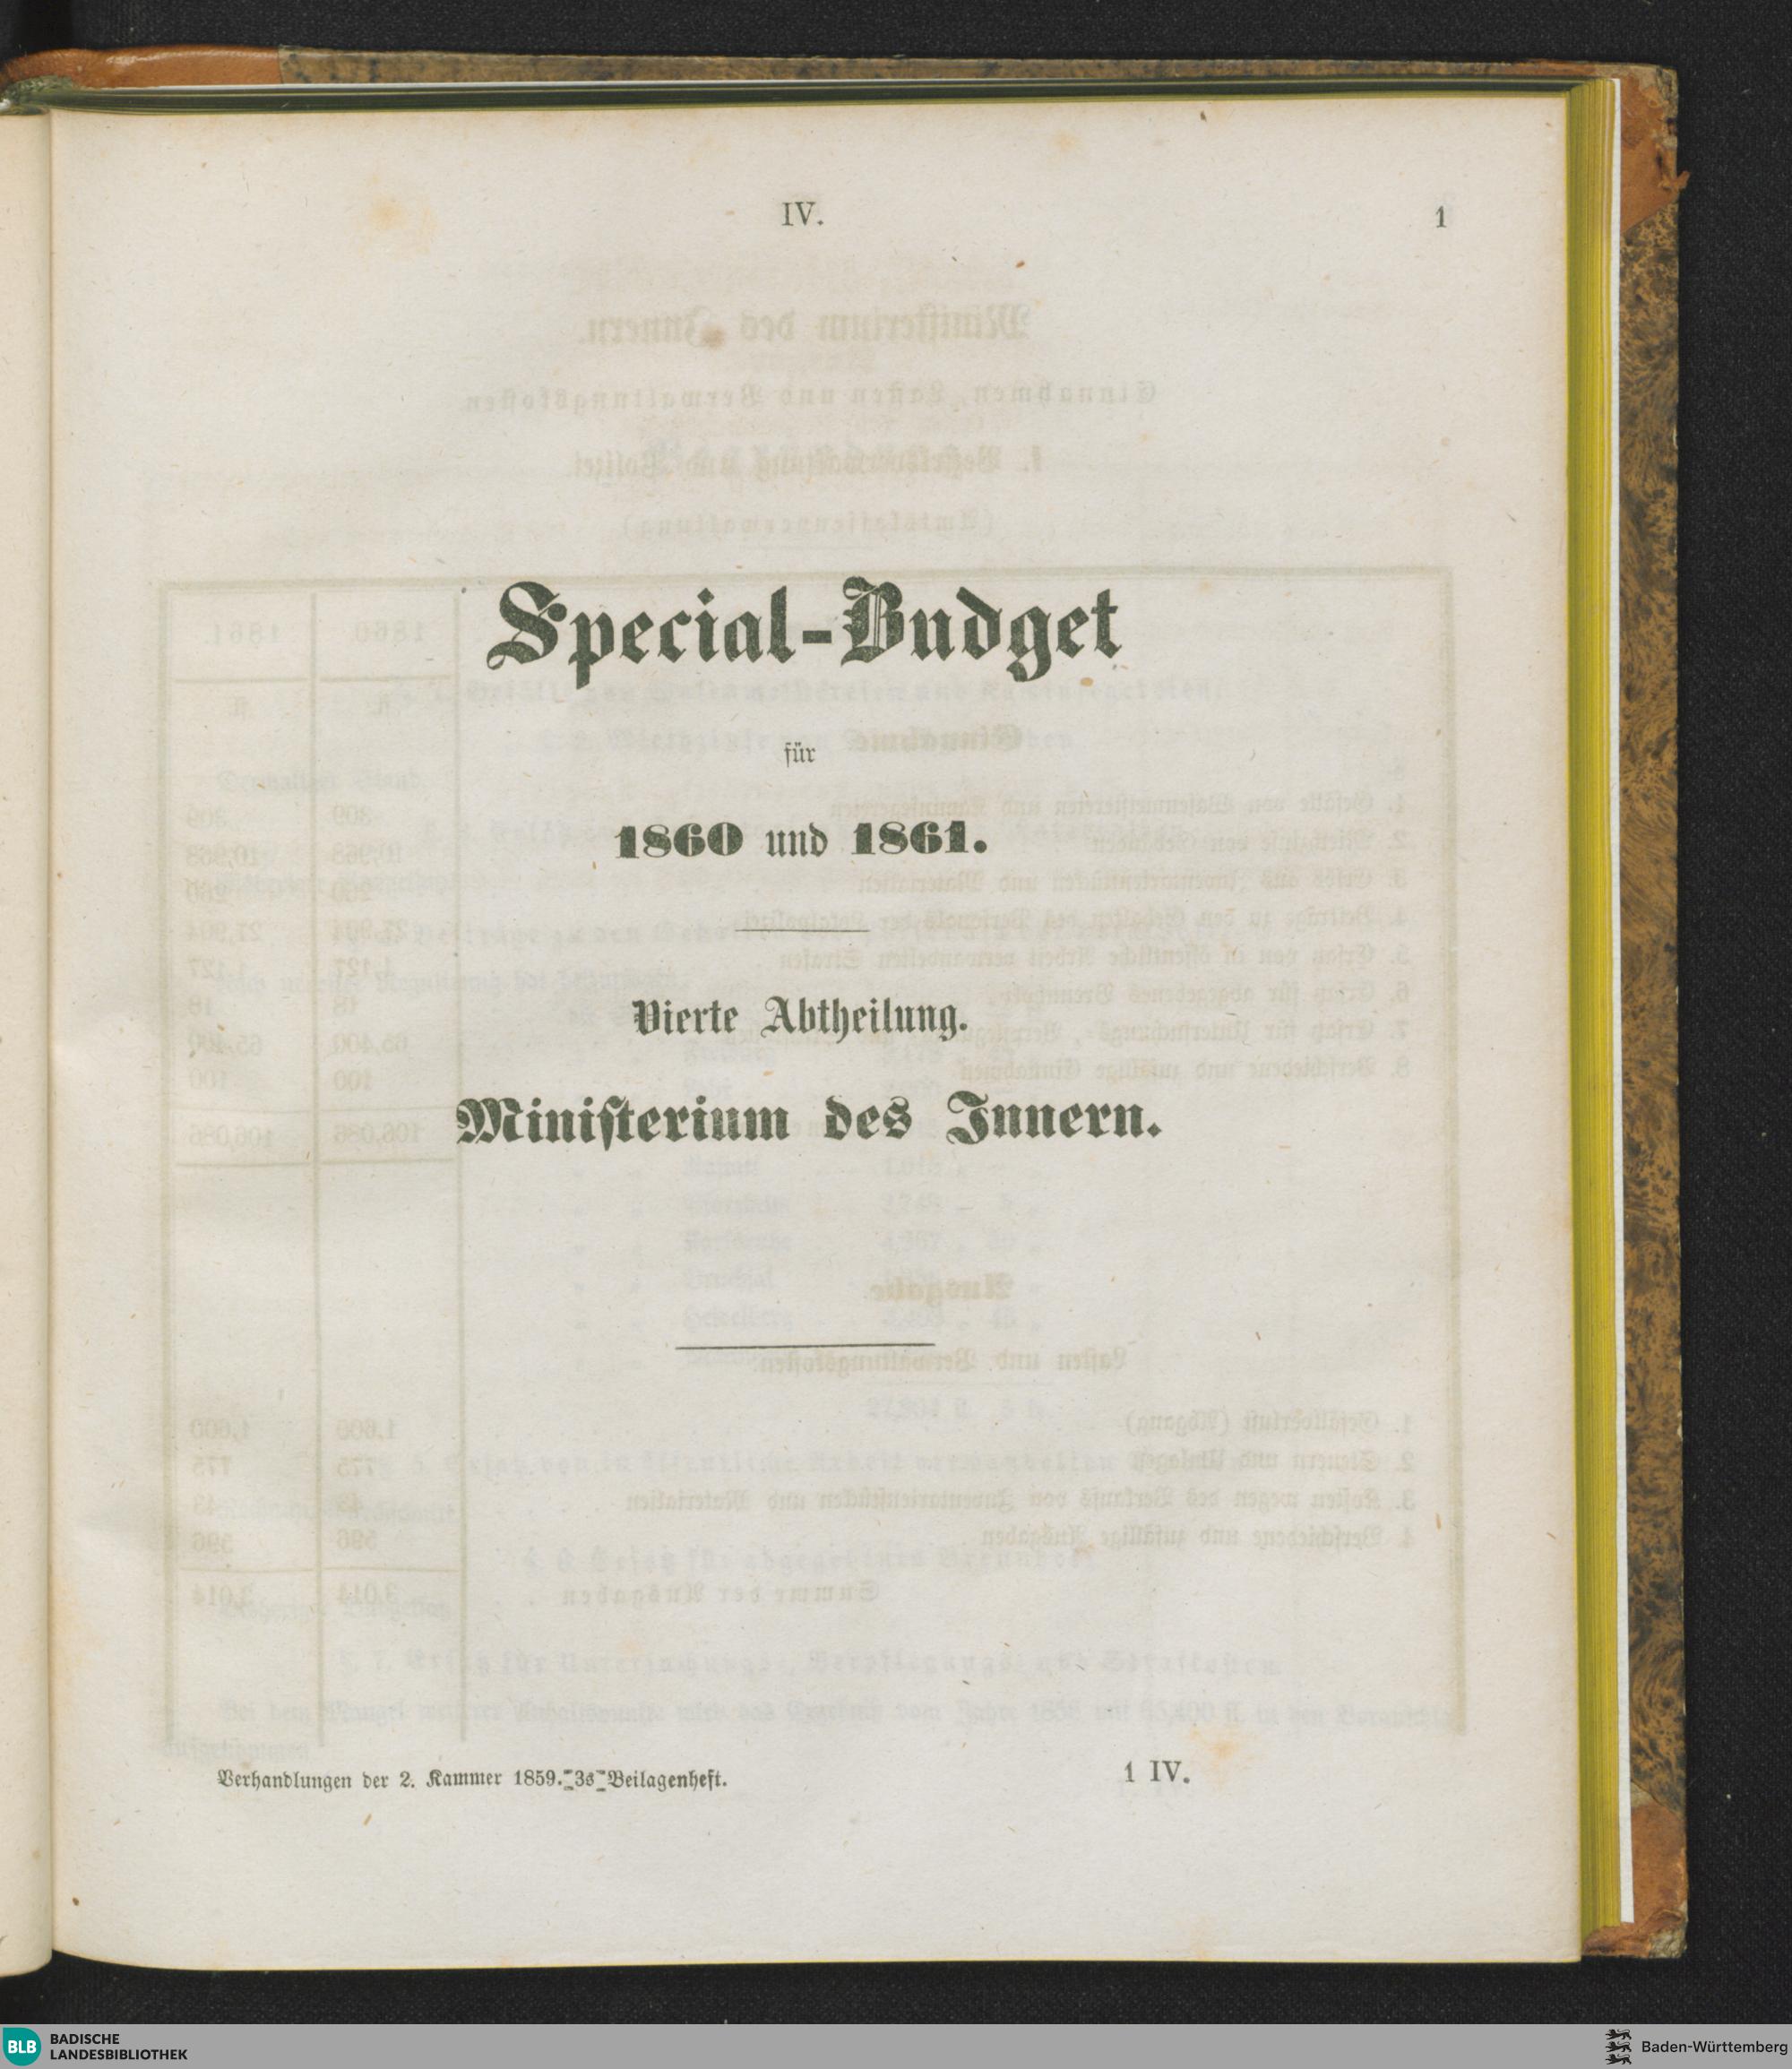 IV.
1
Special-Budget
für
1860 und 1861.
Vierte Abtheilung.
Ministerium des Innern.
Verhandlungen der 2. Kammer 1859. 3s Beilagenheft.
1 IV.
BLB
BADISCHE
LANDESBIBLIOTHEK
Baden-Württemberg